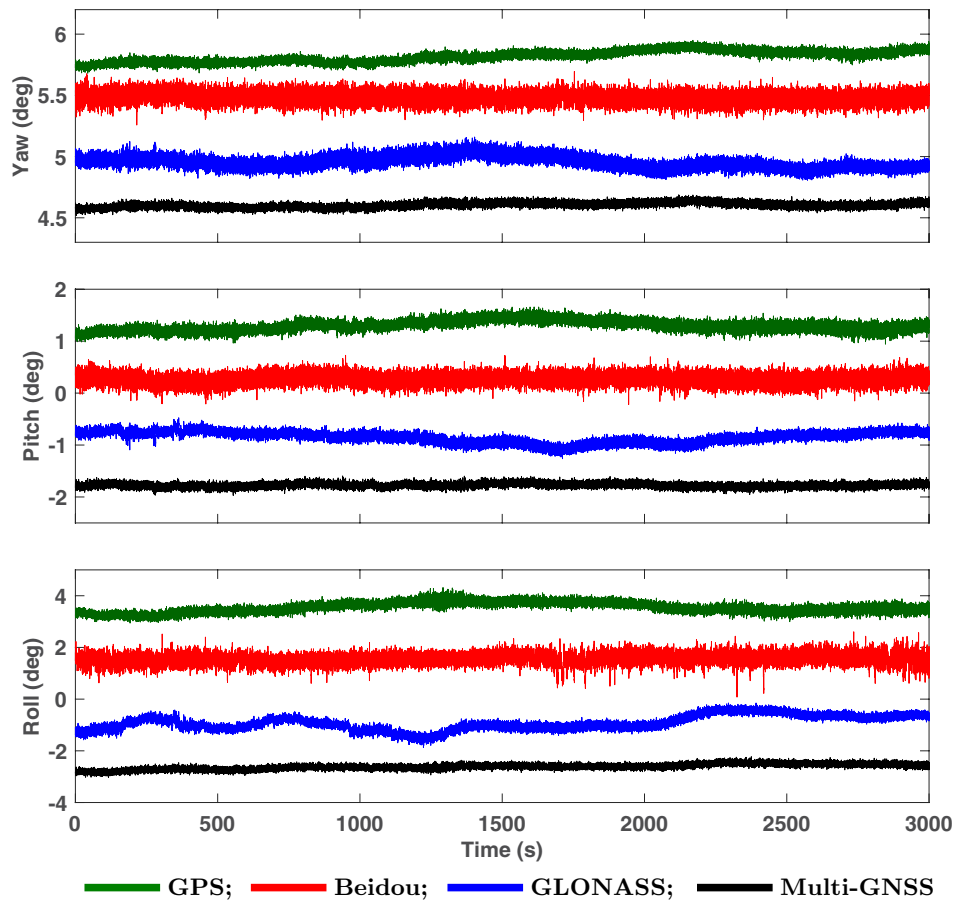 6
5.5
5
4.5
Yaw (deg)
2
1
0
-1
-2
Pitch (deg)
4
2
0
-2
-4
Roll (deg)
0 500 1000 1500 2000 2500 3000
Time (s)
GPS; Beidou; GLONASS; Multi-GNSS